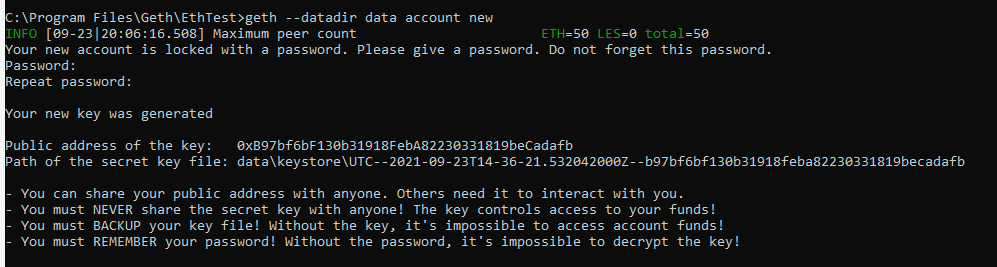 C:\Program Files\Geth\EthTest>geth --datadir data account new
INFO [09-23|20:06:16.508] Maximum peer count ETH=50 LES=0 total=50
Your new account is locked with a password. Please give a password. Do not forget this password.
Password:
Repeat password:
Your new key was generated
Public address of the key: 0xB97bf6bF130b31918FebA82230331819beCadafb
Path of the secret key file: data\keystore\UTC--2021-09-23T14-36-21.532042000Z--b97bf6bf130b31918feba82230331819becadafb
- You can share your public address with anyone. Others need it to interact with you.
- You must NEVER share the secret key with anyone! The key controls access to your funds!
- You must BACKUP your key file! Without the key, it's impossible to access account funds!
- You must REMEMBER your password! Without the password, it's impossible to decrypt the key!